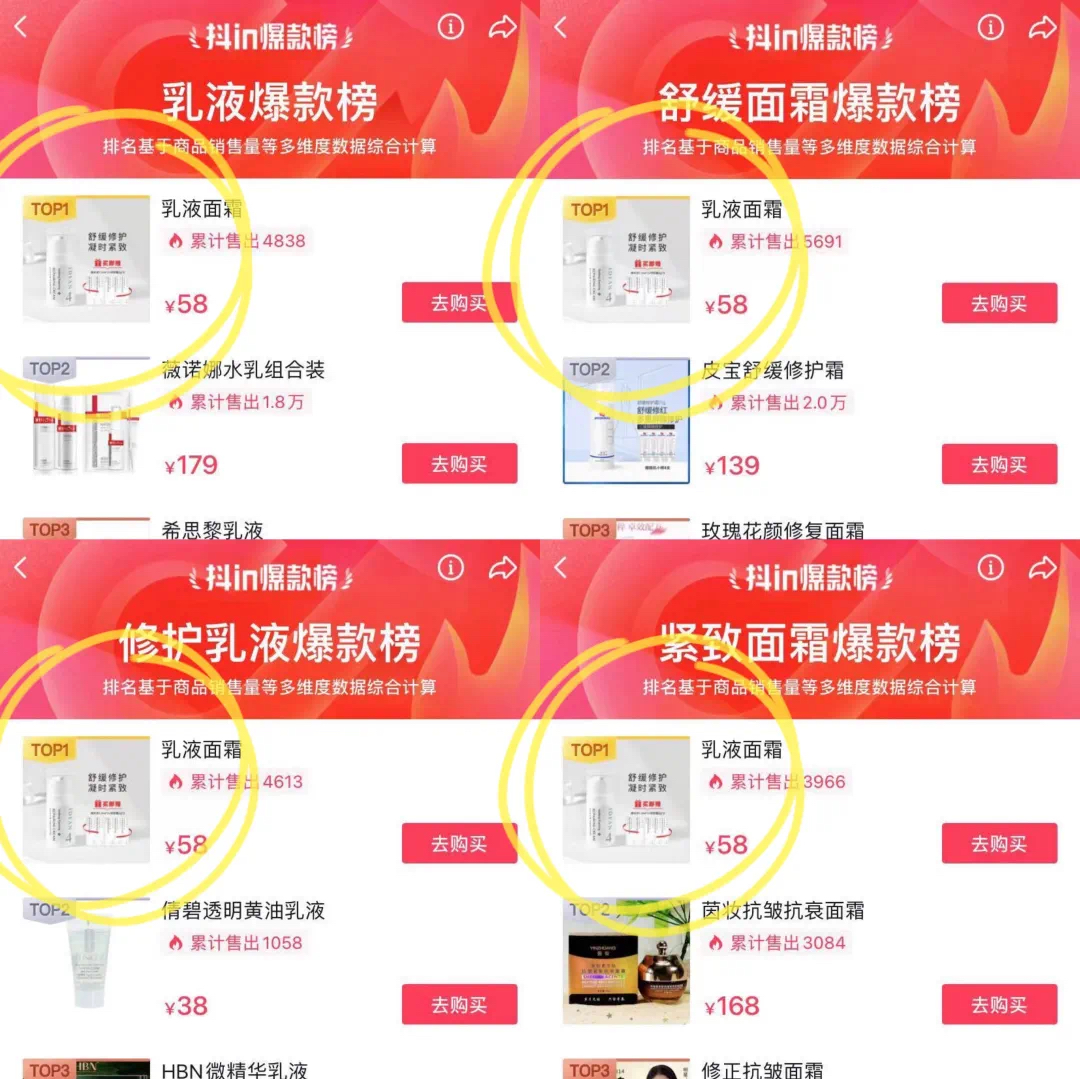 抖in爆款榜
乳液爆款榜
排名基于商品销售量等多维度数据综合计算
TOP1
舒缓修护
凝时紧致
乳液面霜
累计售出4838
¥58
去购买
TOP2
薇诺娜水乳组合装
累计售出1.8万
¥179
去购买
TOP3
希思黎乳液
抖in爆款榜
舒缓面霜爆款榜
排名基于商品销售量等多维度数据综合计算
TOP1
舒缓修护
凝时紧致
乳液面霜
累计售出5691
¥58
去购买
TOP2
舒缓修红
皮宝舒缓修护霜
累计售出2.0万
¥139
去购买
TOP3
玫瑰花颜修复面霜
抖in爆款榜
修护乳液爆款榜
排名基于商品销售量等多维度数据综合计算
TOP1
舒缓修护
凝时紧致
乳液面霜
累计售出4613
¥58
去购买
TOP2
倩碧透明黄油乳液
累计售出1058
¥38
去购买
TOP3
HBN
HBN微精华乳液
抖in爆款榜
紧致面霜爆款榜
排名基于商品销售量等多维度数据综合计算
TOP1
舒缓修护
凝时紧致
乳液面霜
累计售出3966
¥58
去购买
TOP2
茵妆抗皱抗衰面霜
累计售出3084
¥168
去购买
TOP3
修正抗皱面霜